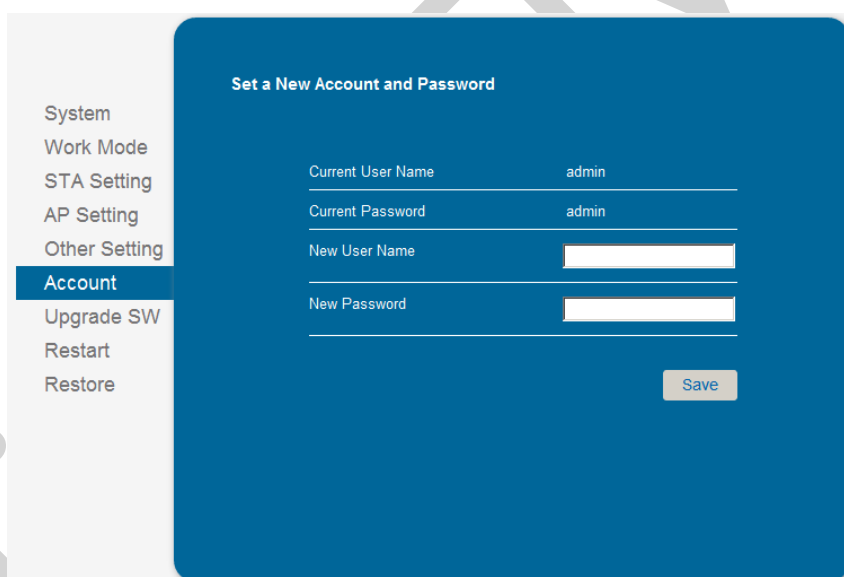 Set a New Account and Password
System
Work Mode
STA Setting
AP Setting
Other Setting
Account
Upgrade SW
Restart
Restore
Current User Name admin
Current Password admin
New User Name
New Password
Save